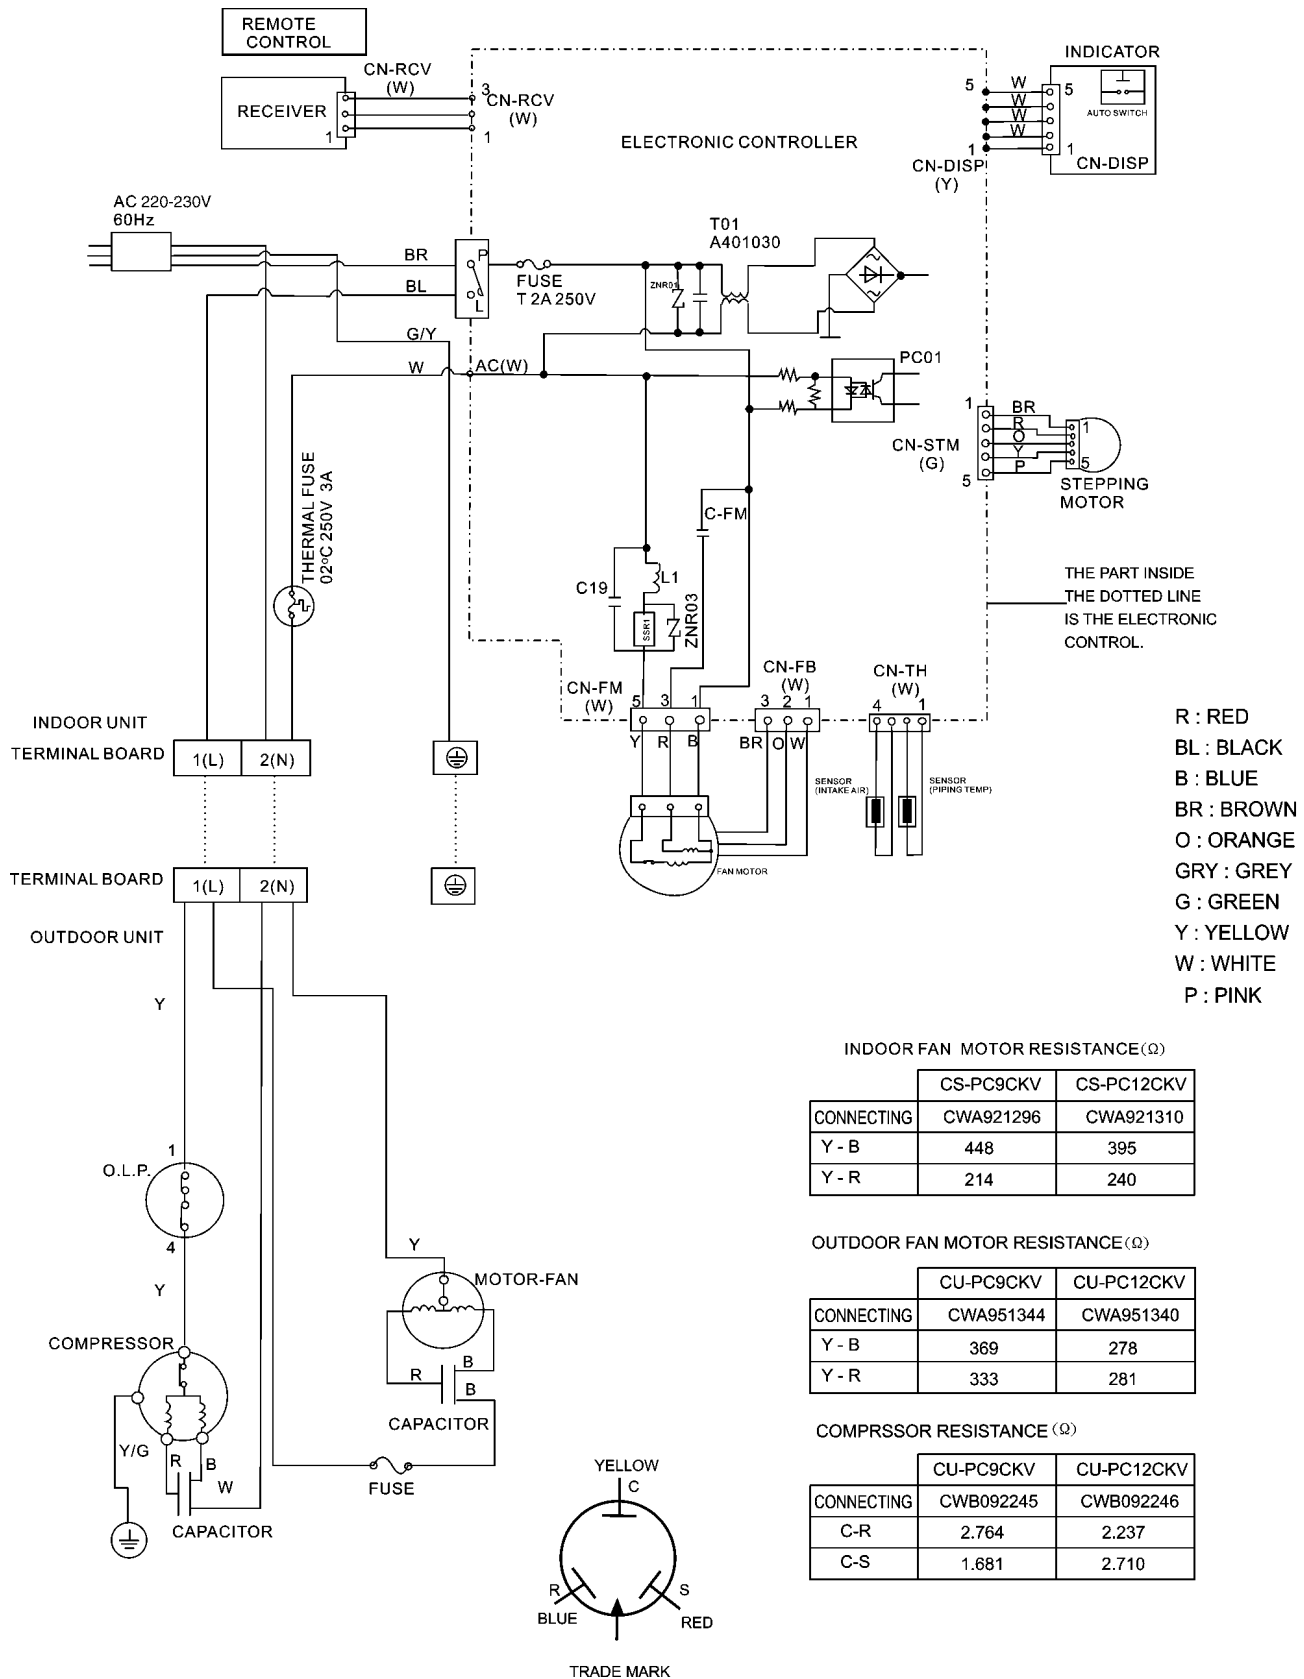 REMOTE
CONTROL
CN-RCV
(W)
RECEIVER
1
3
CN-RCV
(W)
1
ELECTRONIC CONTROLLER
INDICATOR
5
W
W
W
W
5
1
1
AUTO SWITCH
CN-DISP
CN-DISP
(Y)
AC 220-230V
60Hz
BR
BL
G/Y
W
P
L
FUSE
T 2A 250V
AC(W)
T01
A401030
ZNR01
PC01
1
BR
R
O
Y
P
5
1
5
CN-STM
(G)
STEPPING
MOTOR
THERMAL FUSE
02°C 250V 3A
C-FM
C19
L1
SSR1
ZNR03
THE PART INSIDE
THE DOTTED LINE
IS THE ELECTRONIC
CONTROL.
CN-FM
(W)
5 3 1
Y R B
CN-FB
(W)
3 2 1
BR O W
CN-TH
(W)
4 1
SENSOR
(INTAKE AIR)
SENSOR
(PIPING TEMP)
FAN MOTOR
INDOOR UNIT
TERMINAL BOARD
1(L) 2(N)
TERMINAL BOARD
1(L) 2(N)
OUTDOOR UNIT
R : RED
BL : BLACK
B : BLUE
BR : BROWN
O : ORANGE
GRY : GREY
G : GREEN
Y : YELLOW
W : WHITE
P : PINK
Y
1
O.L.P.
4
Y
COMPRESSOR
Y/G
R
B
W
CAPACITOR
Y
MOTOR-FAN
R
B
B
CAPACITOR
FUSE
YELLOW
C
R
BLUE
S
RED
TRADE MARK
INDOOR FAN MOTOR RESISTANCE(Ω)
CS-PC9CKV CS-PC12CKV
CONNECTING CWA921296 CWA921310
Y - B 448 395
Y - R 214 240
OUTDOOR FAN MOTOR RESISTANCE(Ω)
CU-PC9CKV CU-PC12CKV
CONNECTING CWA951344 CWA951340
Y - B 369 278
Y - R 333 281
COMPRSSOR RESISTANCE (Ω)
CU-PC9CKV CU-PC12CKV
CONNECTING CWB092245 CWB092246
C-R 2.764 2.237
C-S 1.681 2.710